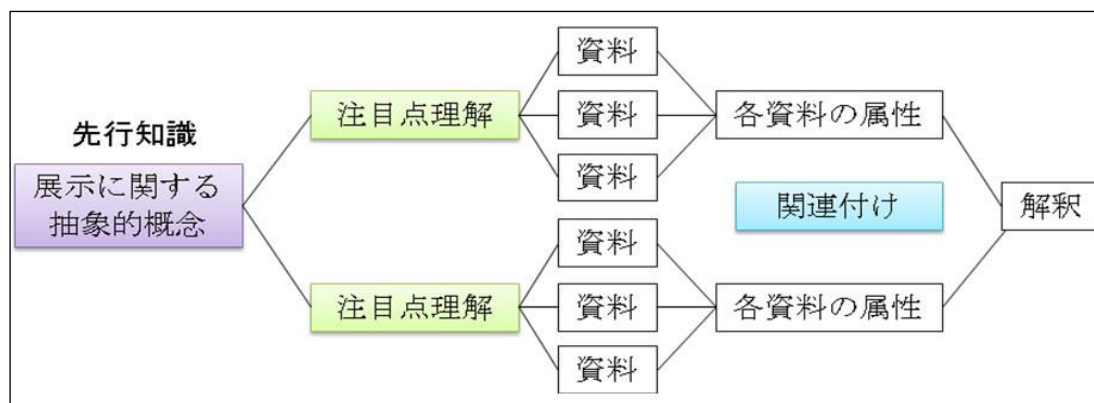 先行知識
展示に関する
抽象的概念
注目点理解
資料
資料
資料
各資料の属性
関連付け
解釈
注目点理解
資料
資料
資料
各資料の属性